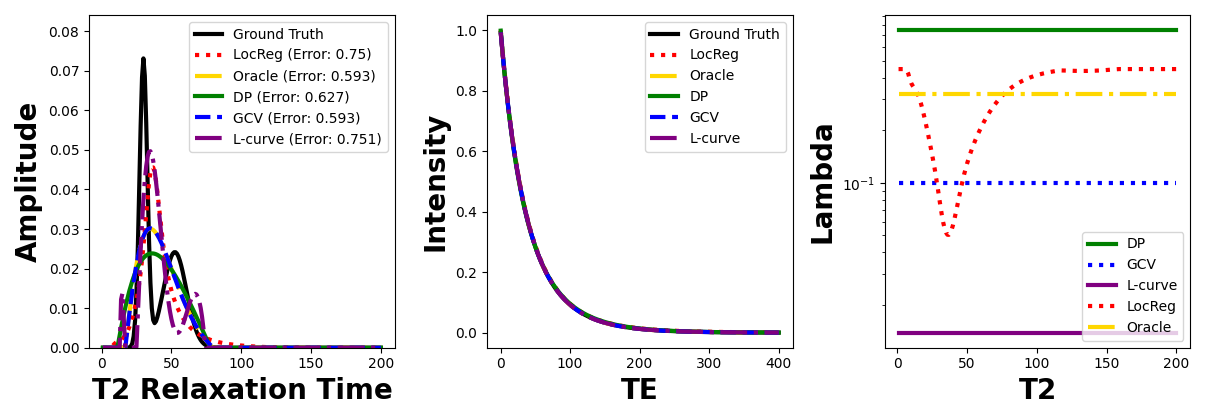 Amplitude
0.08
0.07
0.06
0.05
0.04
0.03
0.02
0.01
0.00
0
50
100
150
200
T2 Relaxation Time
Ground Truth
LocReg (Error: 0.75)
Oracle (Error: 0.593)
DP (Error: 0.627)
GCV (Error: 0.593)
L-curve (Error: 0.751)
Intensity
1.0
0.8
0.6
0.4
0.2
0.0
0
100
200
300
400
TE
Ground Truth
LocReg
Oracle
DP
GCV
L-curve
Lambda
10⁻¹
0
50
100
150
200
T2
DP
GCV
L-curve
LocReg
Oracle